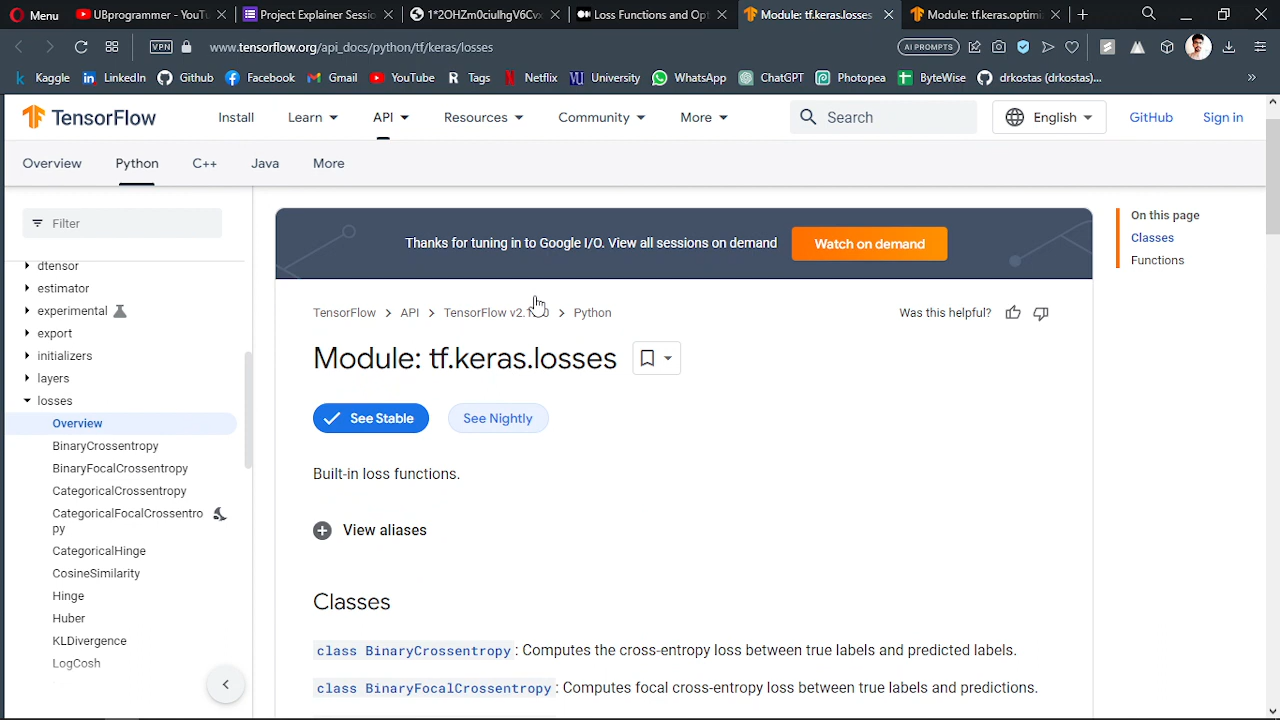 Menu
UBprogrammer - YouTu
Project Explainer Sessio
Loss Functions and Opt
Module: tf.keras.losses
Module: tf.keras.optimi
VPN
www.tensorflow.org/api_docs/python/tf/keras/losses
AI PROMPTS
Kaggle
LinkedIn
Github
Facebook
Gmail
YouTube
Tags
Netflix
University
WhatsApp
ChatGPT
Photopea
ByteWise
drkostas (drkostas)...
TensorFlow
Install
Learn
API
Resources
Community
More
Search
English
GitHub
Sign in
Overview
Python
C++
Java
More
Filter
dtensor
estimator
experimental
export
initializers
layers
losses
Overview
BinaryCrossentropy
BinaryFocalCrossentropy
CategoricalCrossentropy
CategoricalFocalCrossentro
py
CategoricalHinge
CosineSimilarity
Hinge
Huber
KLDivergence
LogCosh
Thanks for tuning in to Google I/O. View all sessions on demand
Watch on demand
TensorFlow > API > TensorFlow > Python
Was this helpful?
Module: tf.keras.losses
See Stable
See Nightly
Built-in loss functions.
View aliases
Classes
class BinaryCrossentropy: Computes the cross-entropy loss between true labels and predicted labels.
class BinaryFocalCrossentropy: Computes focal cross-entropy loss between true labels and predictions.
On this page
Classes
Functions